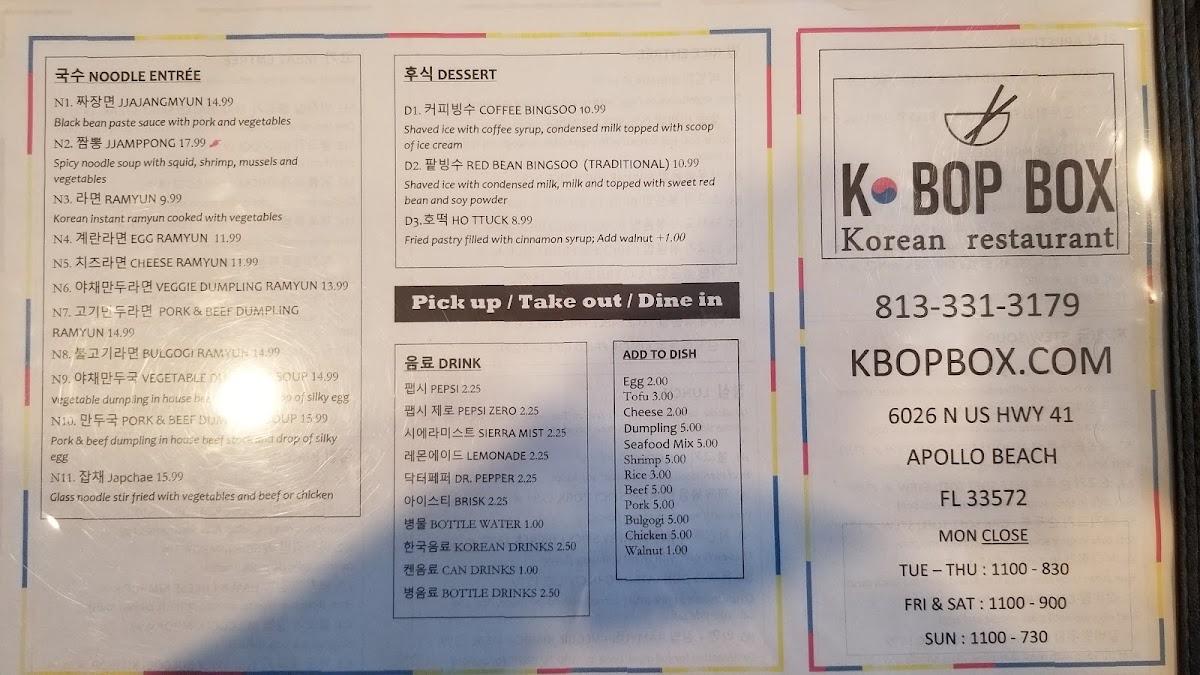 국수 NOODLE ENTRÉE
N1. 짜장면 JJAJANGMYUN 14.99
Black bean paste sauce with pork and vegetables
N2. 짬뽕 JJAMPPONG 17.99
Spicy noodle soup with squid, shrimp, mussels and
vegetables
N3. 라면 RAMYUN 9.99
Korean instant ramyun cooked with vegetables
N4. 계란라면 EGG RAMYUN 11.99
N5. 치즈라면 CHEESE RAMYUN 11.99
N6. 야채만두라면 VEGGIE DUMPLING RAMYUN 13.99
N7. 고기만두라면 PORK & BEEF DUMPLING
RAMYUN 14.99
N8. 불고기라면 BULGOGI RAMYUN 14.99
N9. 야채만두국 VEGETABLE SOUP 14.99
vegetable dumpling in house of silky egg
N10. 만두국 PORK & BEEF SOUP 15.99
Pork & beef dumpling in house beef stock and drop of silky
egg
N11. 잡채 Japchae 15.99
Glass noodle stir fried with vegetables and beef or chicken
후식 DESSERT
D1. 커피빙수 COFFEE BINGSOO 10.99
Shaved ice with coffee syrup, condensed milk topped with scoop
of ice cream
D2. 팥빙수 RED BEAN BINGSOO (TRADITIONAL) 10.99
Shaved ice with condensed milk, milk and topped with sweet red
bean and soy powder
D3.호떡 HO TTUCK 8.99
Fried pastry filled with cinnamon syrup; Add walnut +1.00
Pick up / Take out / Dine in
음료 DRINK
팹시 PEPSI 2.25
팹시 제로 PEPSI ZERO 2.25
시에라미스트 SIERRA MIST 2.25
레몬에이드 LEMONADE 2.25
닥터페퍼 DR. PEPPER 2.25
아이스티 BRISK 2.25
병물 BOTTLE WATER 1.00
한국음료 KOREAN DRINKS 2.50
켄음료 CAN DRINKS 1.00
병음료 BOTTLE DRINKS 2.50
ADD TO DISH
Egg 2.00
Tofu 3.00
Cheese 2.00
Dumpling 5.00
Seafood Mix 5.00
Shrimp 5.00
Rice 3.00
Beef 5.00
Pork 5.00
Bulgogi 5.00
Chicken 5.00
Walnut 1.00
K BOP BOX
Korean restaurant
813-331-3179
KBOPBOX.COM
6026 N US HWY 41
APOLLO BEACH
FL 33572
MON CLOSE
TUE – THU : 1100 - 830
FRI & SAT : 1100 - 900
SUN : 1100 - 730